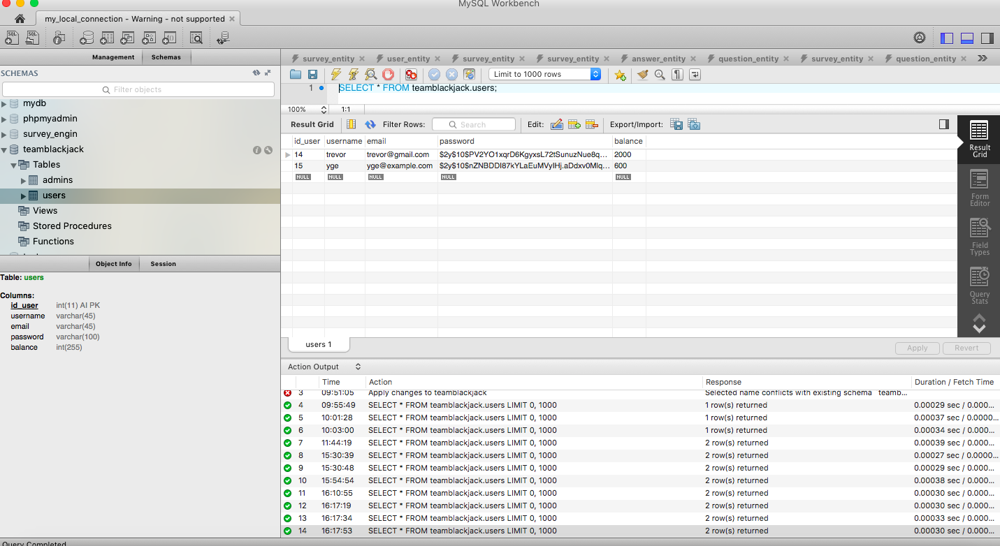 MySQL Workbench
my_local_connection - Warning - not supported
Management Schemas
SCHEMAS
Filter objects
mydb
phpmyadmin
survey_engin
teamblackjack
Tables
admins
users
Views
Stored Procedures
Functions
Object Info Session
Table: users
Columns:
id_user int(11) AI PK
username varchar(45)
email varchar(45)
password varchar(100)
balance int(255)
survey_entity user_entity survey_entity survey_entity answer_entity question_entity survey_entity question_entity
Limit to 1000 rows
1 SELECT * FROM teamblackjack.users;
100% 1:1
Result Grid Filter Rows: Search Edit: Export/Import:
id_user username email password balance
14 trevor trevor@gmail.com $2y$10$PV2YO1xqrD6KgyxsL72tSunuzNue8q... 2000
15 yge yge@example.com $2y$10$nZNBDDI87kYLaEuMVyIHj.aDdxv0Mlq... 600
NULL NULL NULL NULL NULL
Result
Grid
Form
Editor
Field
Types
Query
Stats
users 1
Apply Revert
Action Output
Time Action Response Duration / Fetch Time
3 09:51:05 Apply changes to teamblackjack Selected name conflicts with existing schema teamb...
4 09:55:49 SELECT * FROM teamblackjack.users LIMIT 0, 1000 1 row(s) returned 0.00029 sec / 0.000...
5 10:01:28 SELECT * FROM teamblackjack.users LIMIT 0, 1000 1 row(s) returned 0.00037 sec / 0.0000...
6 10:03:00 SELECT * FROM teamblackjack.users LIMIT 0, 1000 1 row(s) returned 0.00034 sec / 0.000...
7 11:44:19 SELECT * FROM teamblackjack.users LIMIT 0, 1000 2 row(s) returned 0.00039 sec / 0.000...
8 15:30:39 SELECT * FROM teamblackjack.users LIMIT 0, 1000 2 row(s) returned 0.00027 sec / 0.000...
9 15:30:48 SELECT * FROM teamblackjack.users LIMIT 0, 1000 2 row(s) returned 0.00029 sec / 0.000...
10 15:54:54 SELECT * FROM teamblackjack.users LIMIT 0, 1000 2 row(s) returned 0.00038 sec / 0.000...
11 16:10:55 SELECT * FROM teamblackjack.users LIMIT 0, 1000 2 row(s) returned 0.00030 sec / 0.000...
12 16:17:19 SELECT * FROM teamblackjack.users LIMIT 0, 1000 2 row(s) returned 0.00030 sec / 0.000...
13 16:17:34 SELECT * FROM teamblackjack.users LIMIT 0, 1000 2 row(s) returned 0.00033 sec / 0.000...
14 16:17:53 SELECT * FROM teamblackjack.users LIMIT 0, 1000 2 row(s) returned 0.00030 sec / 0.000...
Query Completed